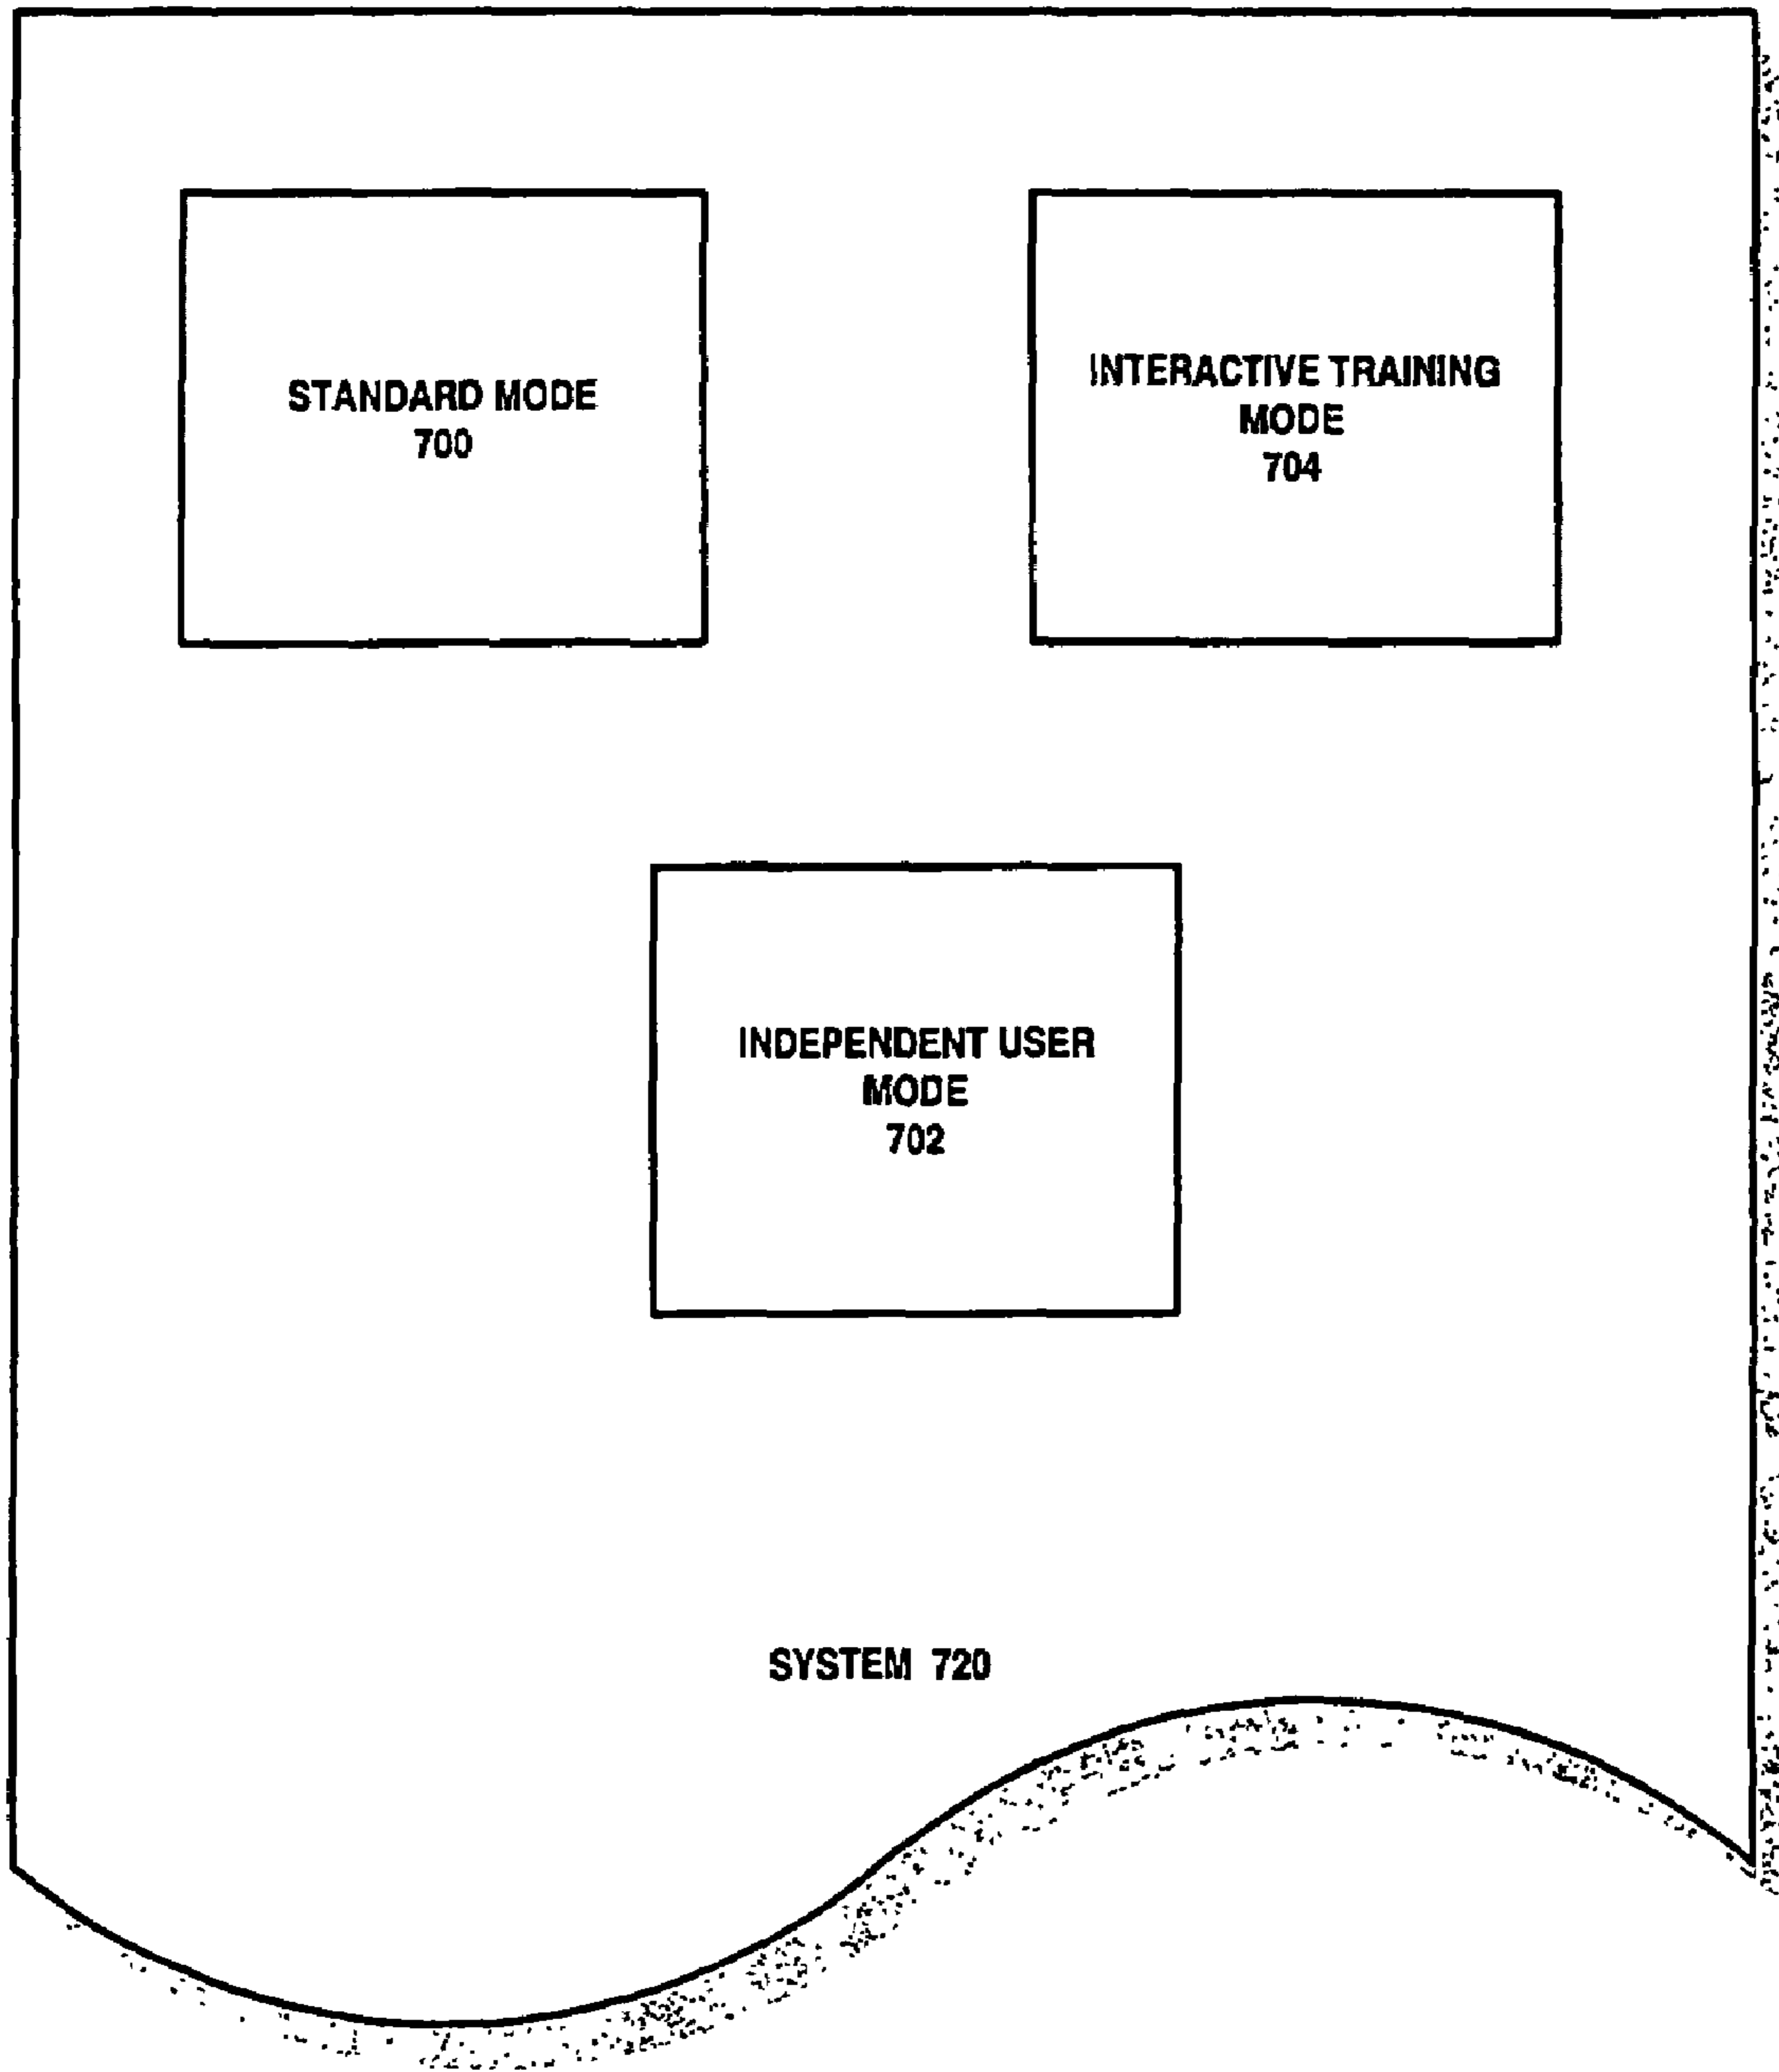 STANDARD MODE
700
INTERACTIVE TRAINING
MODE
704
INDEPENDENT USER
MODE
702
SYSTEM 720